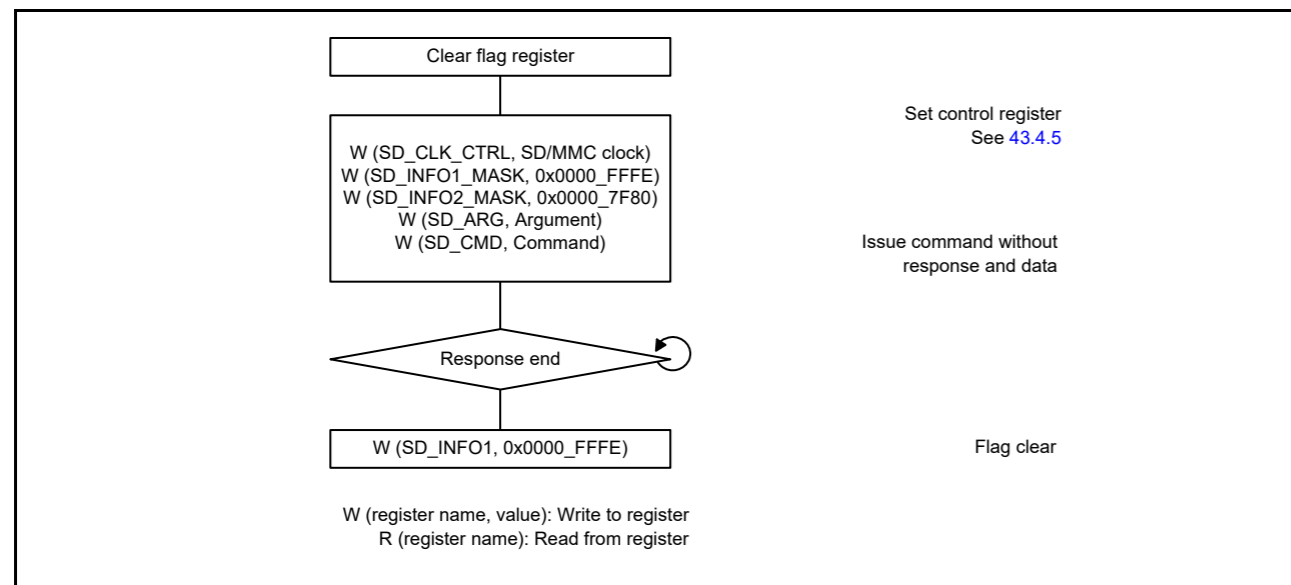 Clear flag register
Set control register
See 43.4.5
W (SD_CLK_CTRL, SD/MMC clock)
W (SD_INFO1_MASK, 0x0000_FFFE)
W (SD_INFO2_MASK, 0x0000_7F80)
W (SD_ARG, Argument)
W (SD_CMD, Command)
Issue command without
response and data
Response end
W (SD_INFO1, 0x0000_FFFE)
Flag clear
W (register name, value): Write to register
R (register name): Read from register